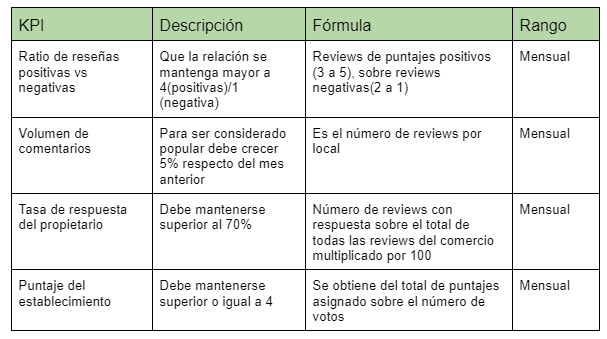 KPI
Descripción
Fórmula
Rango
Ratio de reseñas
positivas vs
negativas
Que la relación se
mantenga mayor a
4(positivas)/1
(negativa)
Reviews de puntajes positivos
(3 a 5), sobre reviews
negativas(2 a 1)
Mensual
Volumen de
comentarios
Para ser considerado
popular debe crecer
5% respecto del mes
anterior
Es el número de reviews por
local
Mensual
Tasa de respuesta
del propietario
Debe mantenerse
superior al 70%
Número de reviews con
respuesta sobre el total de
todas las reviews del comercio
multiplicado por 100
Mensual
Puntaje del
establecimiento
Debe mantenerse
superior o igual a 4
Se obtiene del total de puntajes
asignado sobre el número de
votos
Mensual